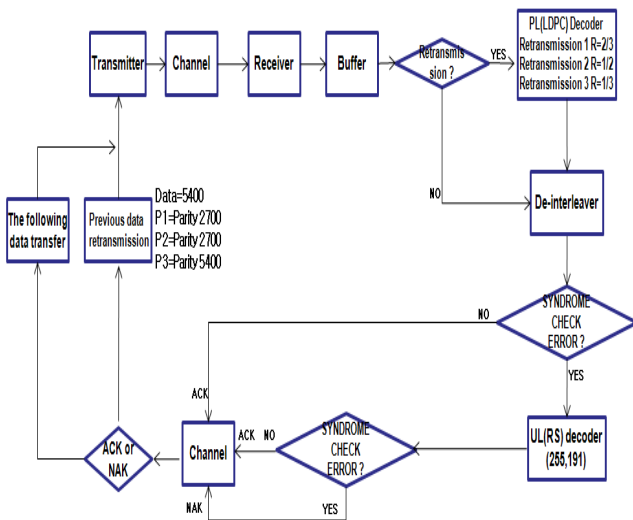 PL(LDPC) Decoder
Retransmission 1 R=2/3
Retransmission 2 R=1/2
Retransmission 3 R=1/3
Transmitter
Channel
Receiver
Buffer
Retransmis
sion ?
YES
NO
De-interleaver
The following
data transfer
Previous data
retransmission
Data=5400
P1=Parity 2700
P2=Parity 2700
P3=Parity 5400
SYNDROME
CHECK
ERROR ?
NO
YES
ACK
UL(RS) decoder
(255,191)
SYNDROME
CHECK
ERROR ?
ACK NO
NAK YES
Channel
ACK or
NAK